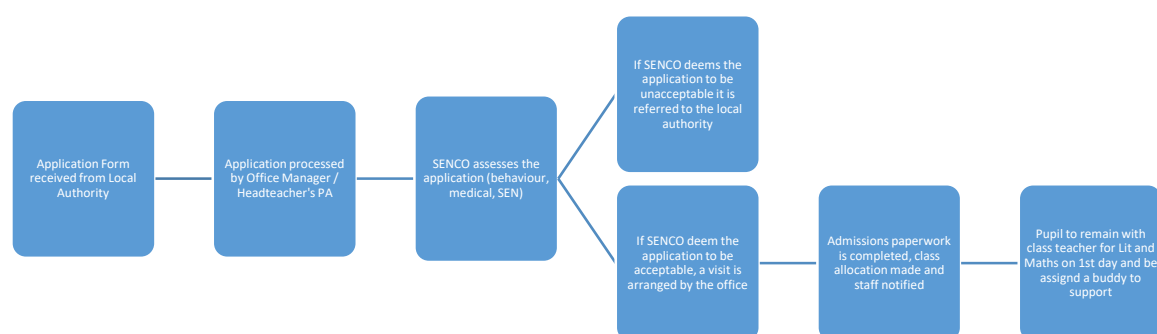 Application Form
received from Local
Authority
Application processed
by Office Manager /
Headteacher's PA
SENCO assesses the
application (behaviour,
medical, SEN)
If SENCO deems the
application to be
unacceptable it is
referred to the local
authority
If SENCO deem the
application to be
acceptable, a visit is
arranged by the office
Admissions paperwork
is completed, class
allocation made and
staff notified
Pupil to remain with
class teacher for Lit and
Maths on 1st day and be
assignd a buddy to
support